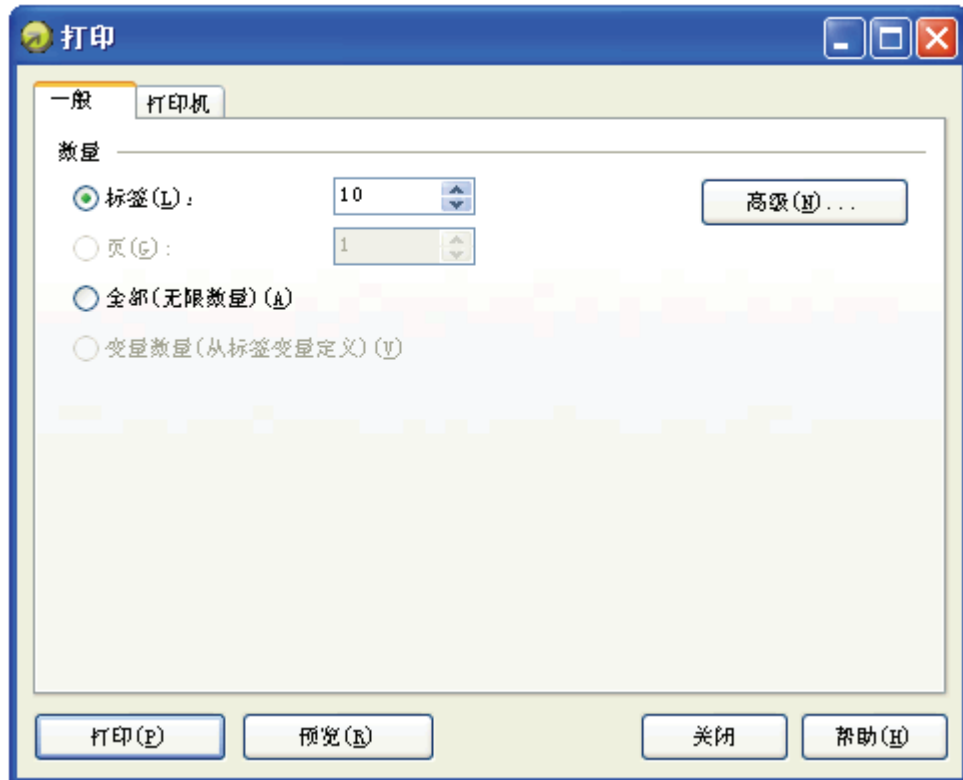 打印
一般 打印机
数量
标签(L): 10 高级(N)...
页(G): 1
全部(无限数量)(A)
变量数量(从标签变量定义)(V)
打印(P) 预览(R) 关闭 帮助(H)